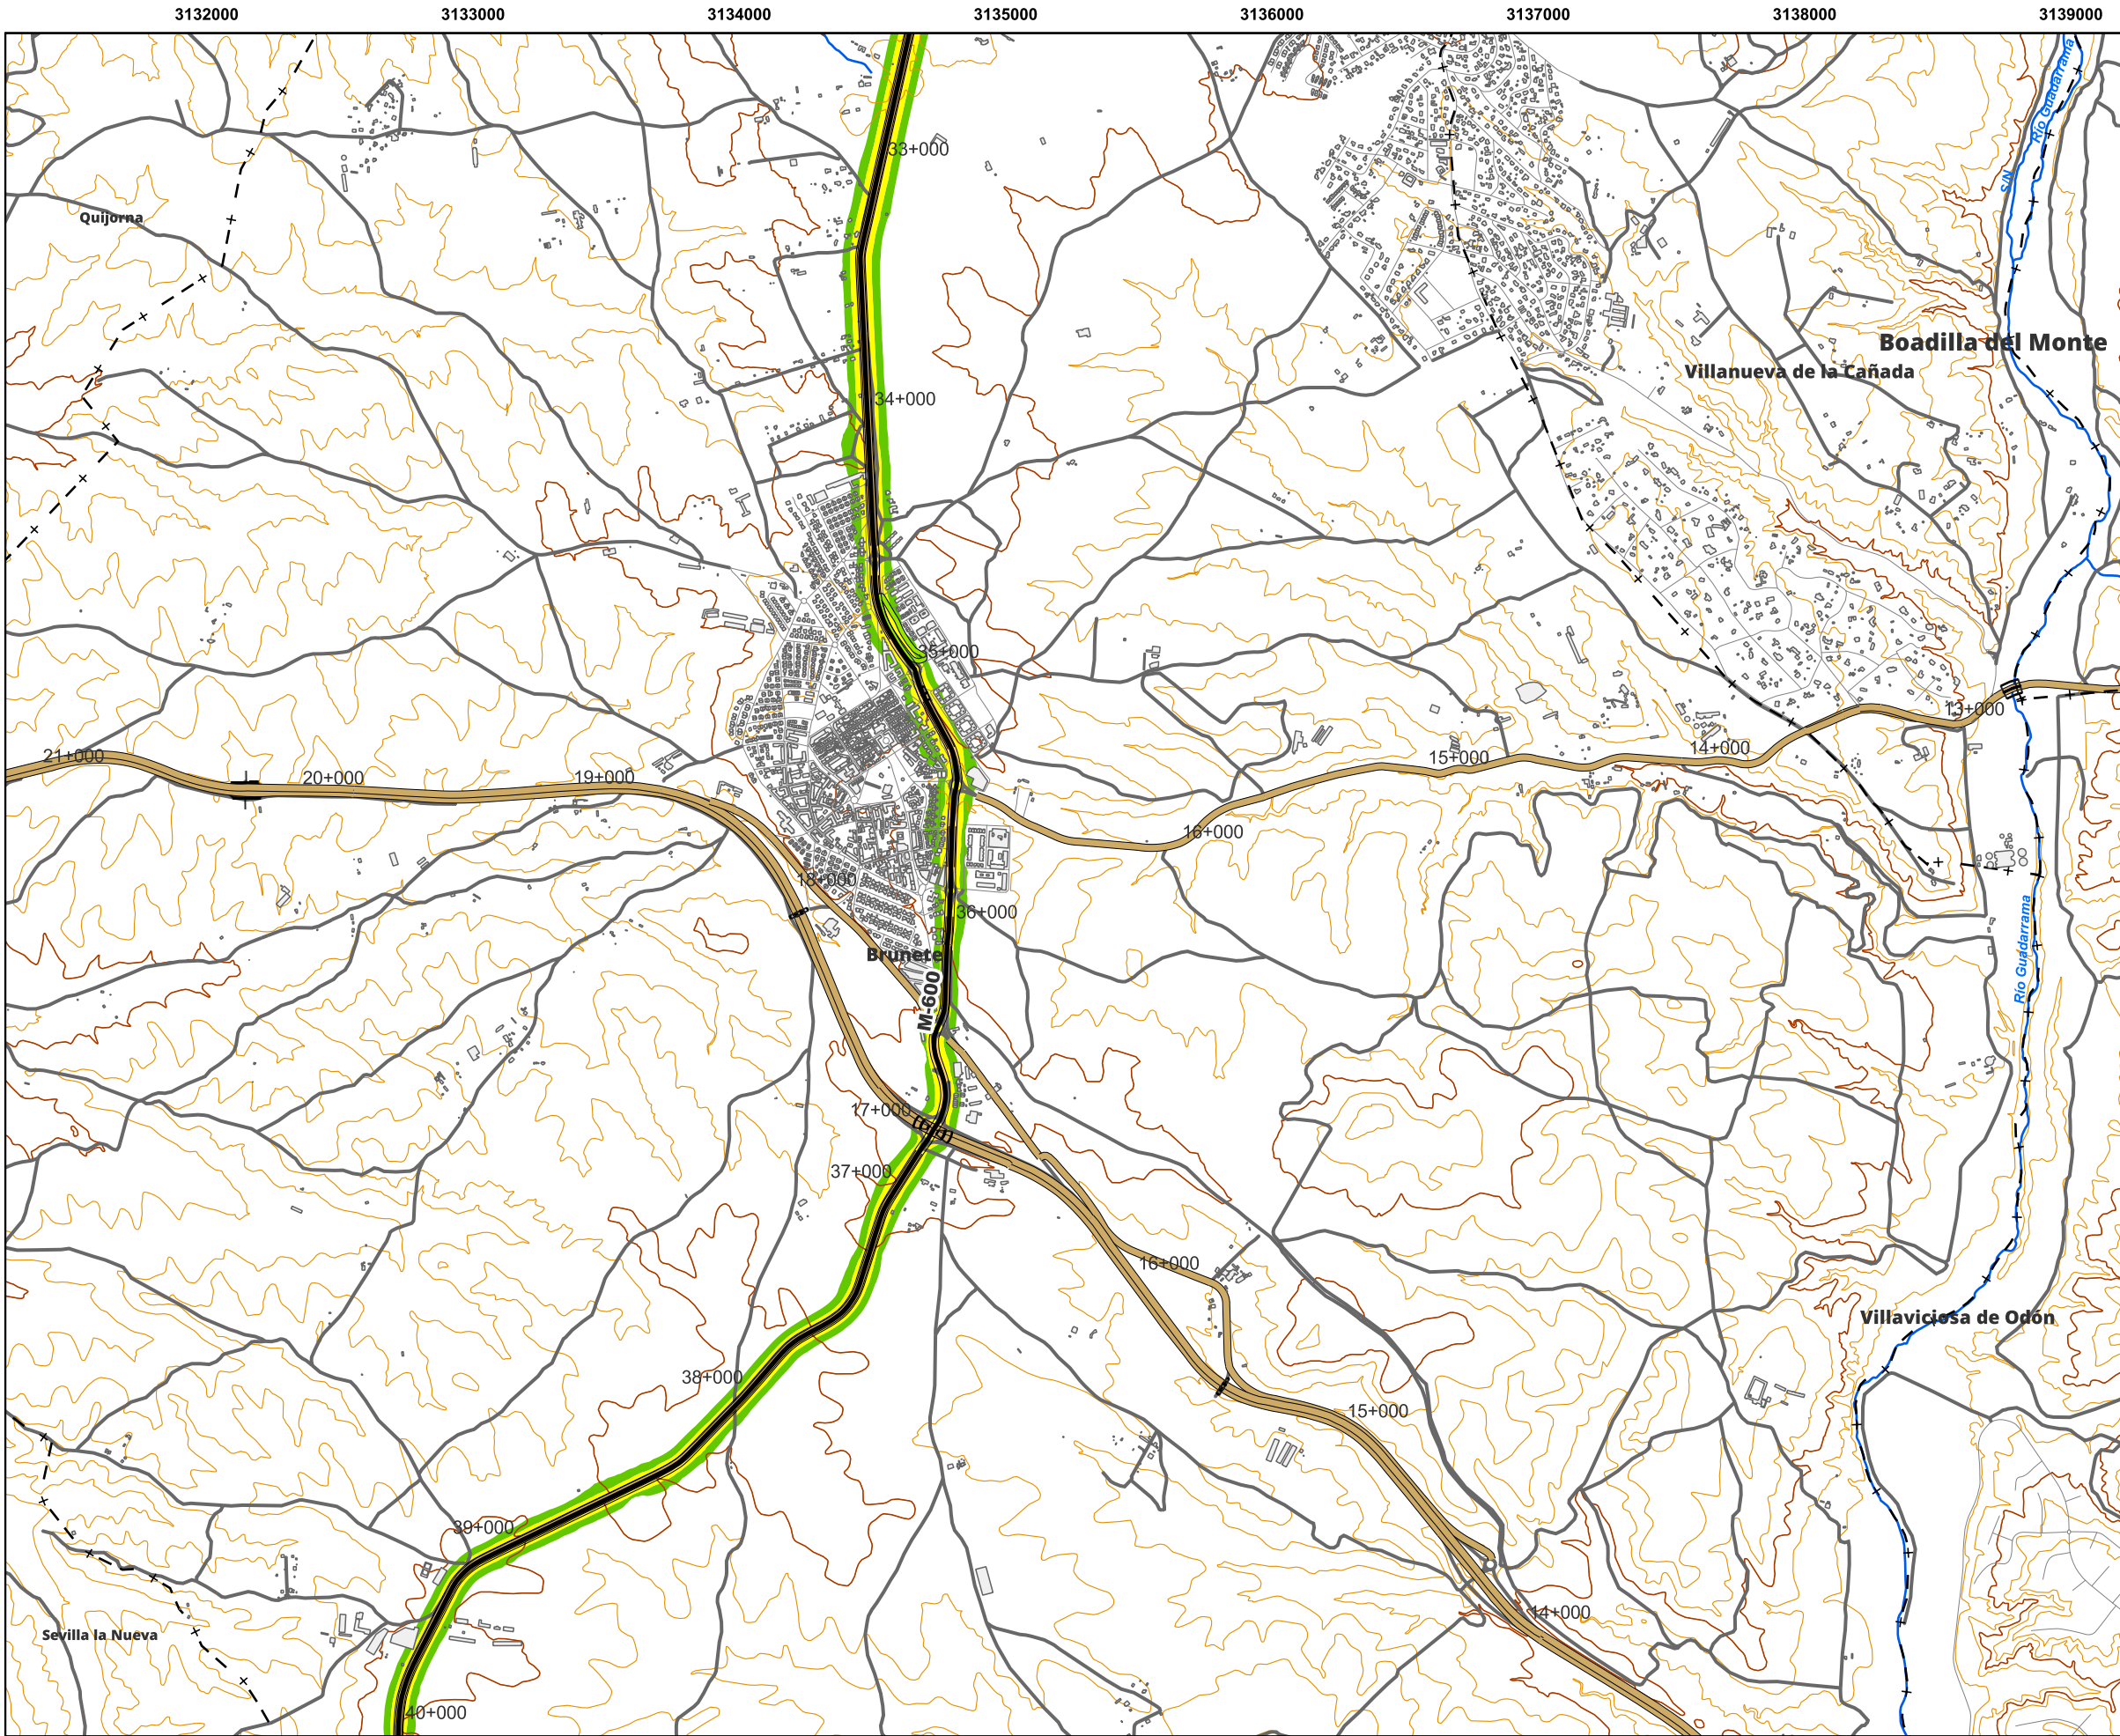 3132000 3133000 3134000 3135000 3136000 3137000 3138000 3139000
Río Guadarrama
33+000
S/N
Quijorna
Boadilla del Monte
Villanueva de la Cañada
34+000
35+000
13+000
14+000
21+000
15+000
20+000
19+000
16+000
18+000
36+000
Brunete
Río Guadarrama
M-600
17+000
37+000
16+000
Villaviciosa de Odón
38+000
15+000
39+000
14+000
Sevilla la Nueva
40+000